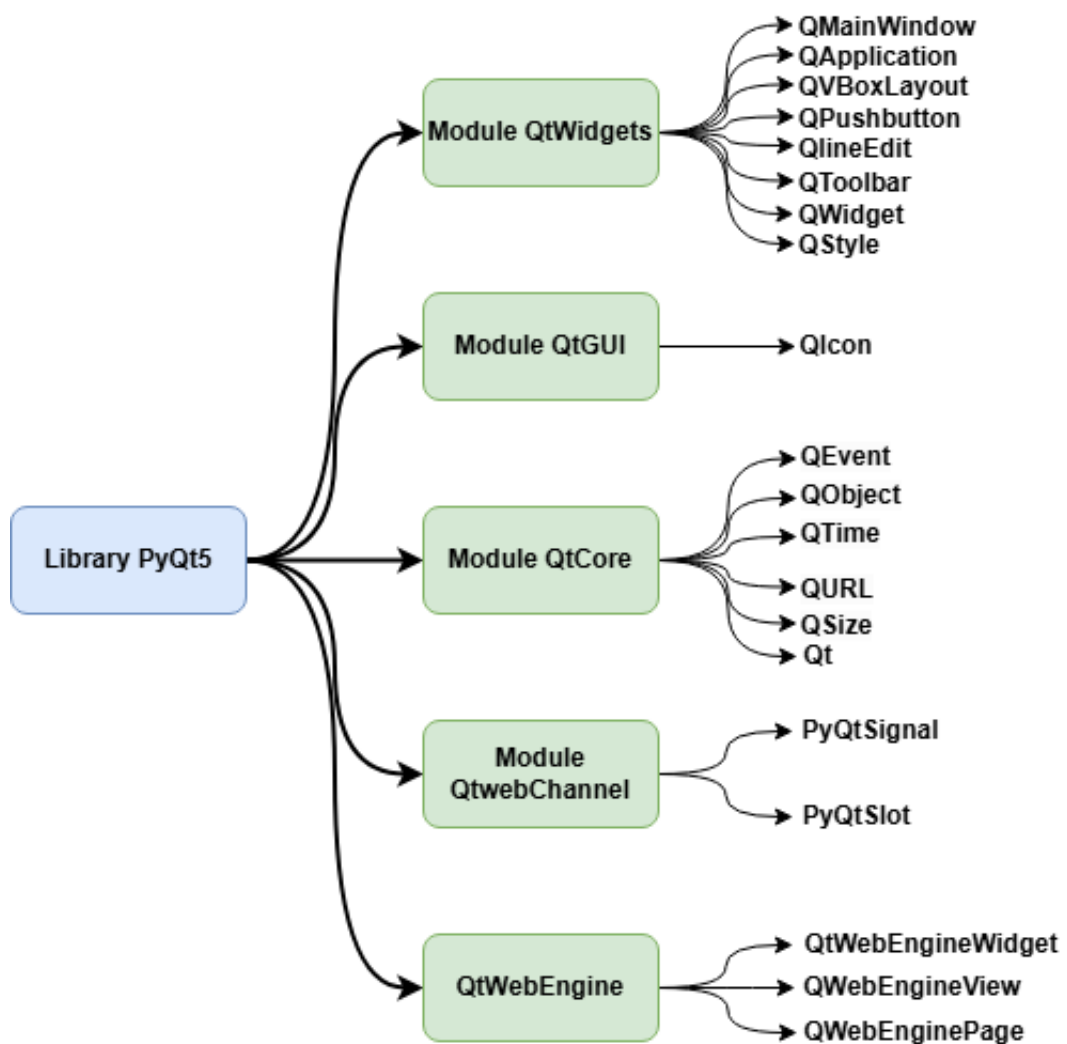 Library PyQt5
Module QtWidgets
QMainWindow
QApplication
QVBoxLayout
QPushbutton
QlineEdit
QToolbar
QWidget
QStyle
Module QtGUI
QIcon
Module QtCore
QEvent
QObject
QTime
QURL
QSize
Qt
Module
QtwebChannel
PyQtSignal
PyQtSlot
QtWebEngine
QtWebEngineWidget
QWebEngineView
QWebEnginePage